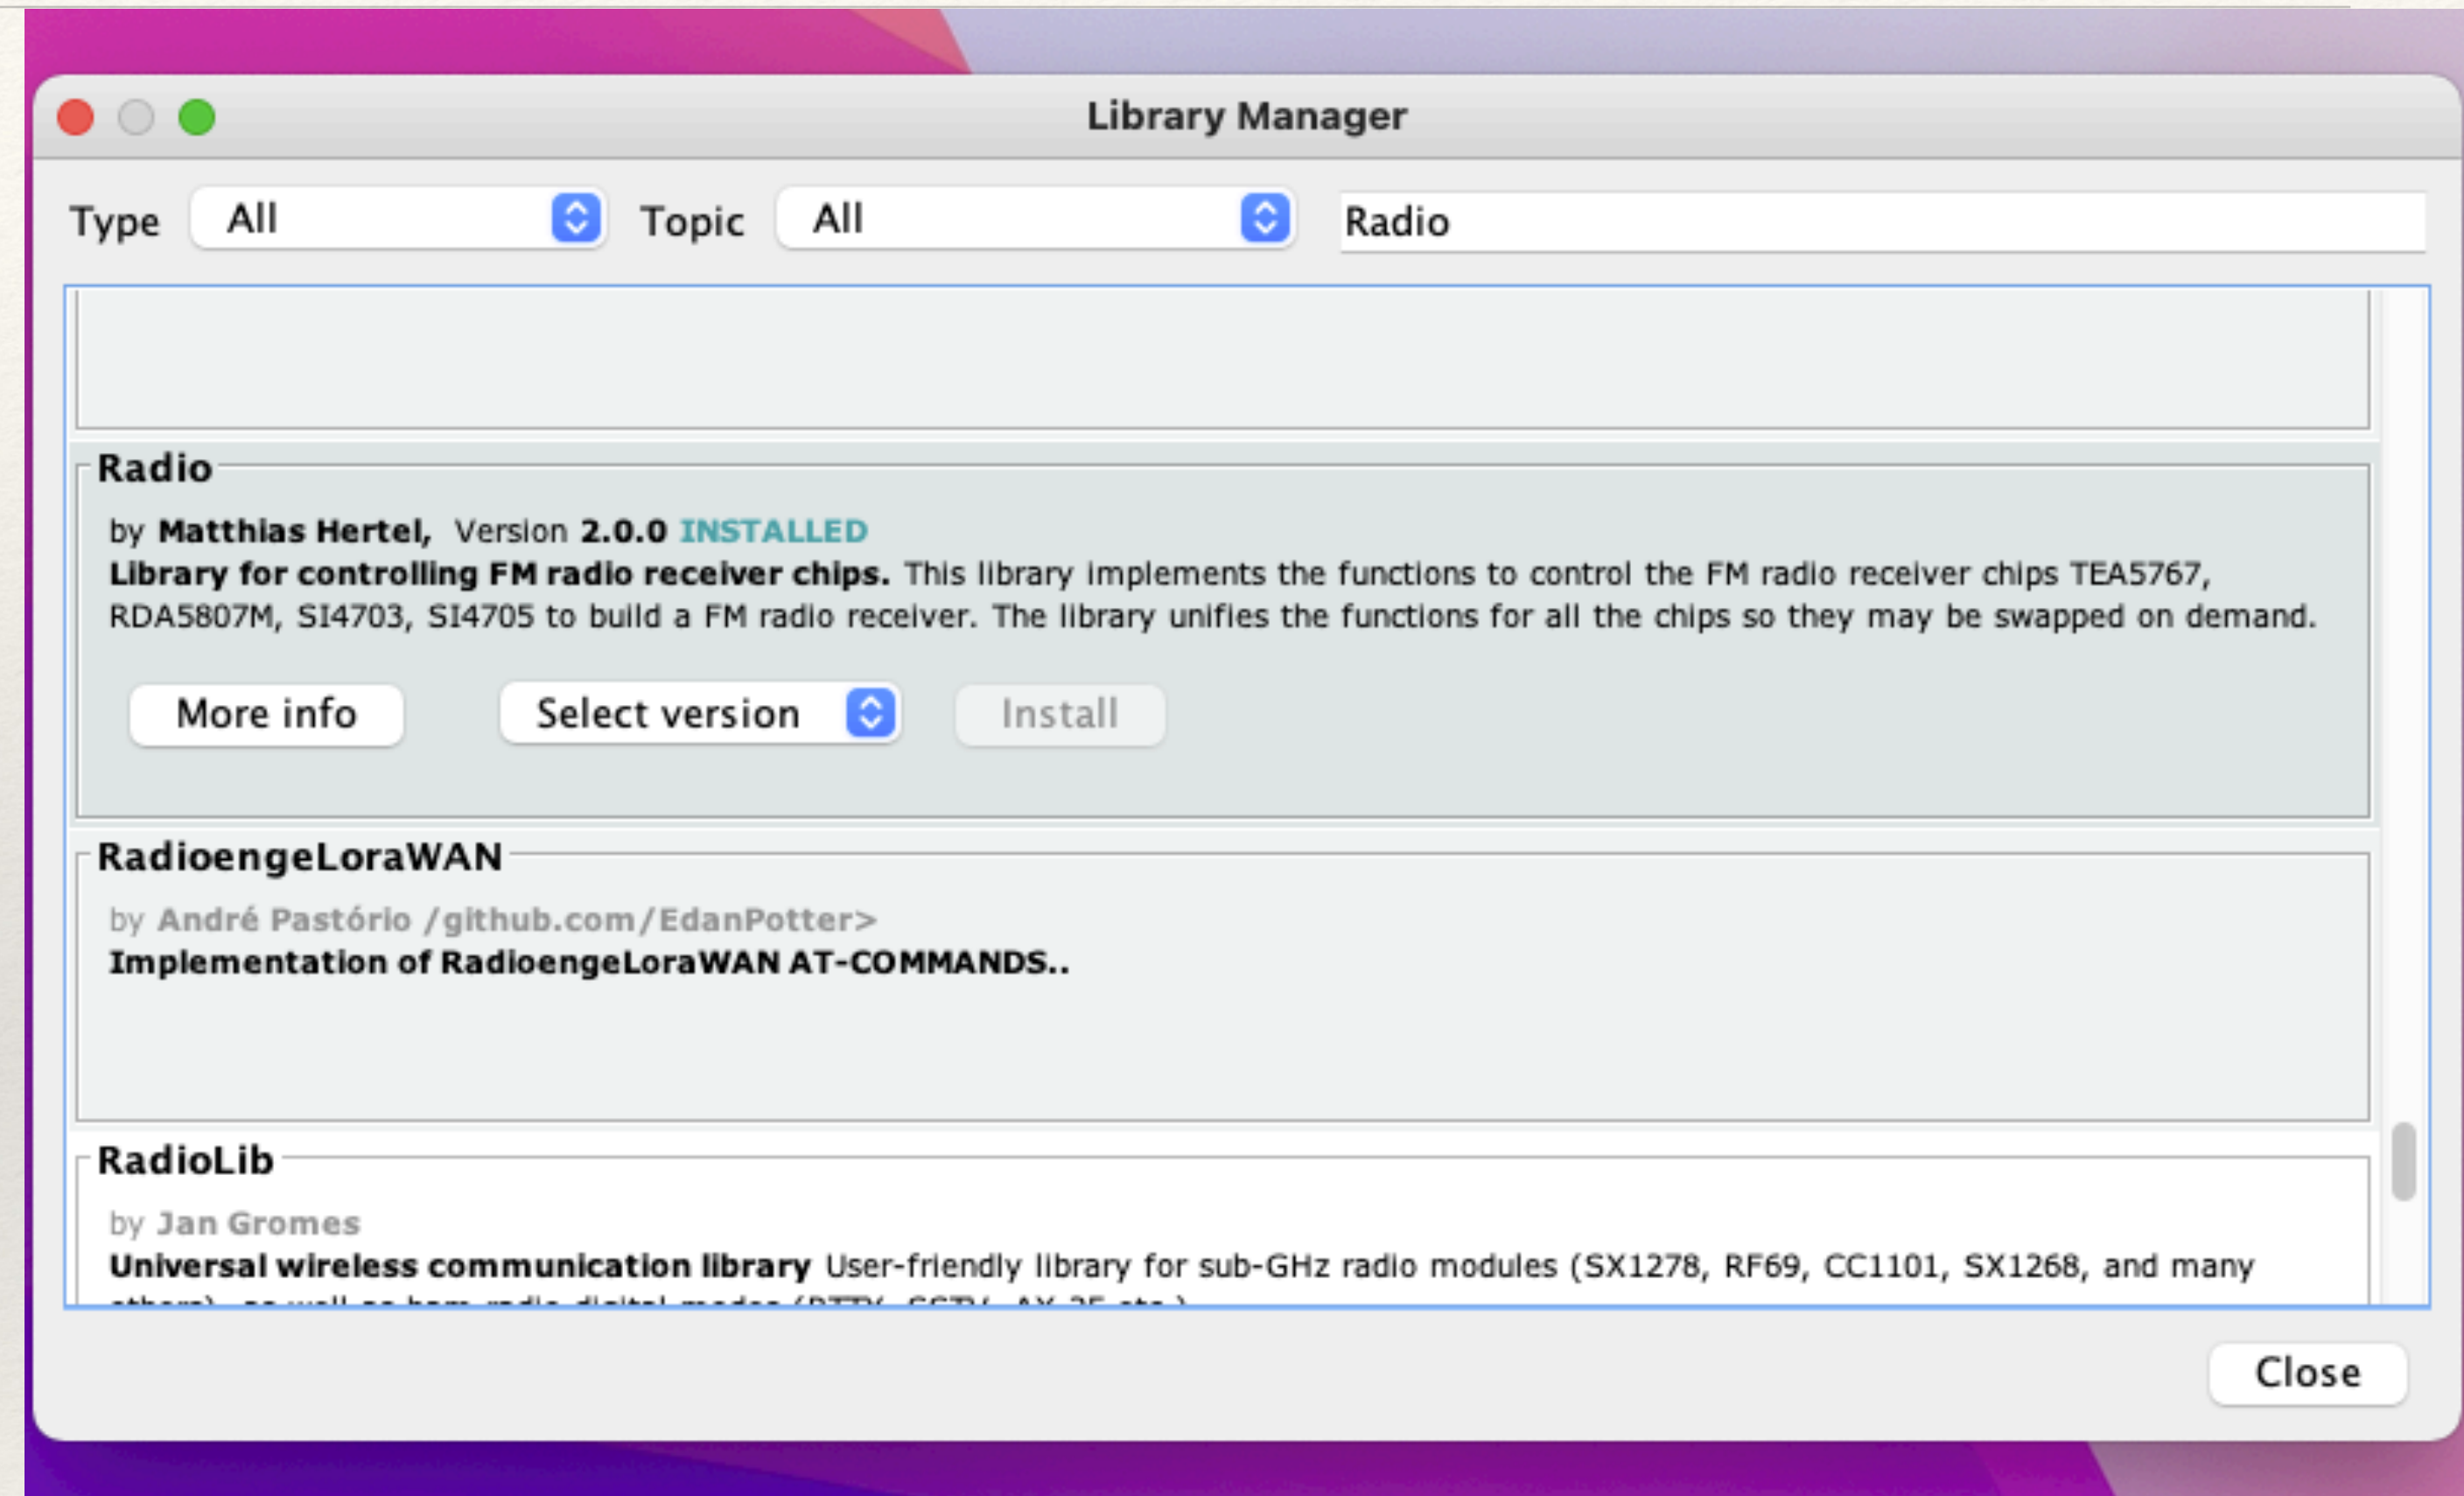 Library Manager
Type All Topic All Radio
Radio
by Matthias Hertel, Version 2.0.0 INSTALLED
Library for controlling FM radio receiver chips. This library implements the functions to control the FM radio receiver chips TEA5767,
RDA5807M, SI4703, SI4705 to build a FM radio receiver. The library unifies the functions for all the chips so they may be swapped on demand.
More info Select version Install
RadioengeLoraWAN
by André Pastório /github.com/EdanPotter>
Implementation of RadioengeLoraWAN AT-COMMANDS..
RadioLib
by Jan Gromes
Universal wireless communication library User-friendly library for sub-GHz radio modules (SX1278, RF69, CC1101, SX1268, and many
Close